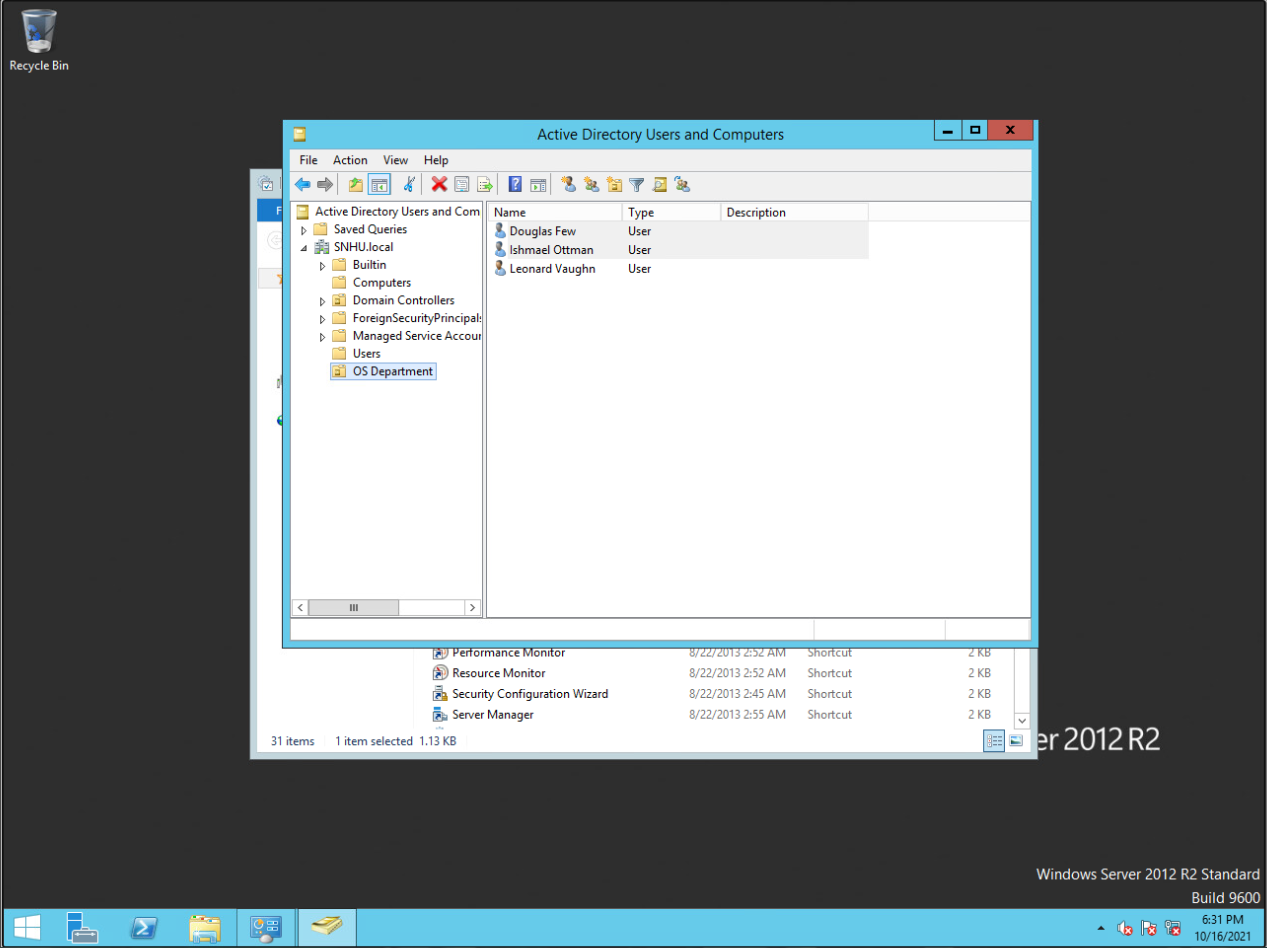 Recycle Bin
Active Directory Users and Computers
File Action View Help
Active Directory Users and Com
Saved Queries
SNHU.local
Builtin
Computers
Domain Controllers
ForeignSecurityPrincipals
Managed Service Accour
Users
OS Department
Name Type Description
Douglas Few User
Ishmael Ottman User
Leonard Vaughn User
Performance Monitor 8/22/2013 2:52 AM Shortcut 2 KB
Resource Monitor 8/22/2013 2:52 AM Shortcut 2 KB
Security Configuration Wizard 8/22/2013 2:45 AM Shortcut 2 KB
Server Manager 8/22/2013 2:55 AM Shortcut 2 KB
31 items 1 item selected 1.13 KB
er 2012 R2
Windows Server 2012 R2 Standard
Build 9600
6:31 PM
10/16/2021